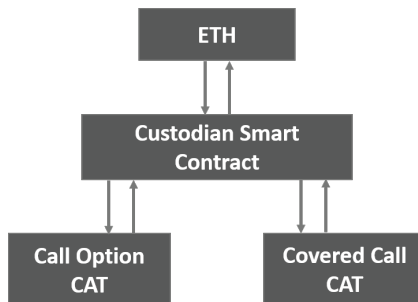 ETH
Custodian Smart
Contract
Call Option
CAT
Covered Call
CAT